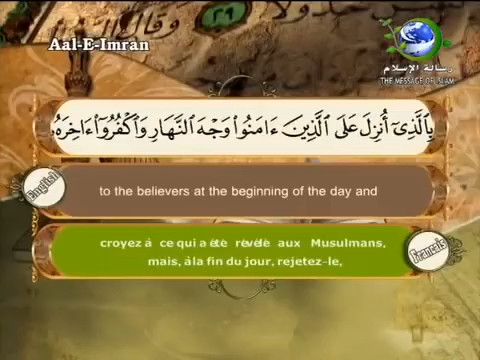 Aal-E-Imran
رسالة الإسلام
THE MESSAGE OF ISLAM
بِالَّذِىٓ أُنزِلَ عَلَى الَّذِينَ ءَامَنُوا۟ وَجْهَ النَّهَارِ وَاكْفُرُوٓا۟ ءَاخِرَهُۥ
English
to the believers at the beginning of the day and
croyez à ce qui a été révélé aux Musulmans,
mais, à la fin du jour, rejetez-le,
Francais